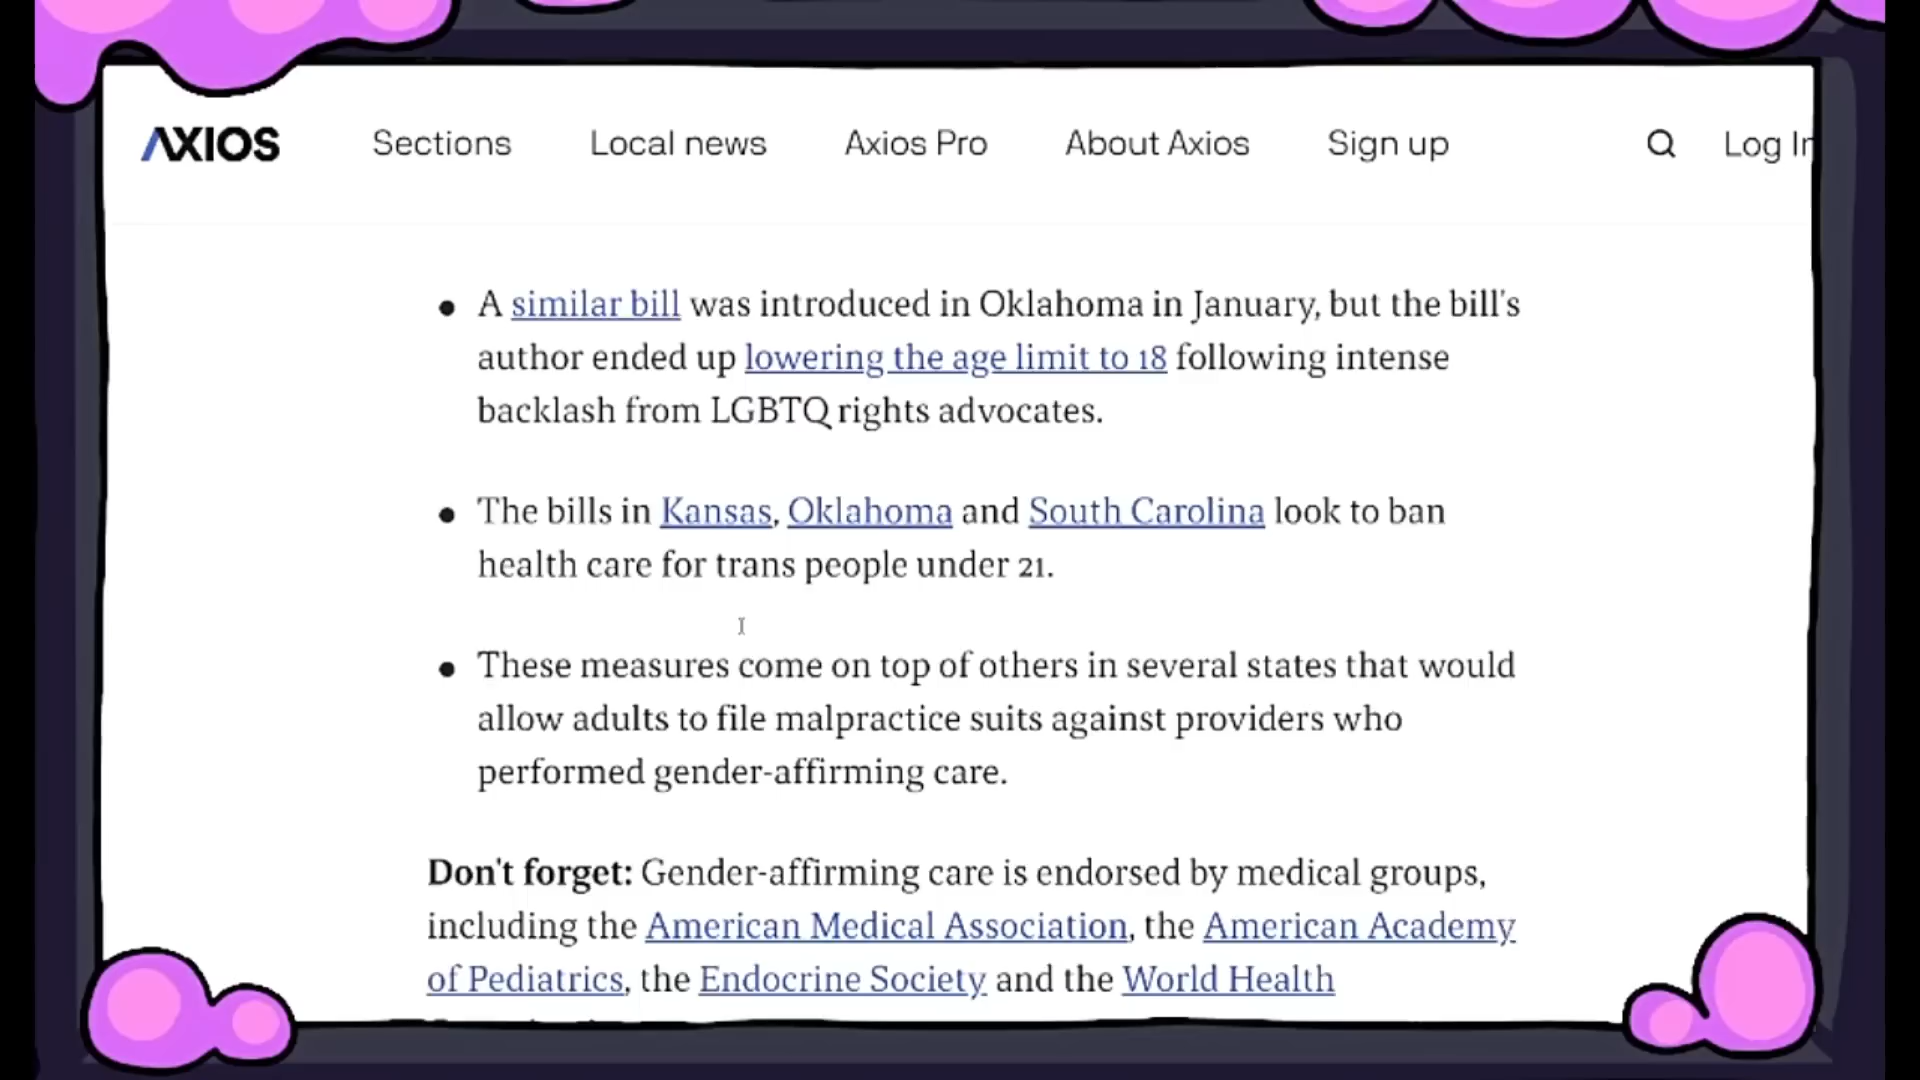 AXIOS Sections Local news Axios Pro About Axios Sign up Log In
A similar bill was introduced in Oklahoma in January, but the bill's
author ended up lowering the age limit to 18 following intense
backlash from LGBTQ rights advocates.
The bills in Kansas, Oklahoma and South Carolina look to ban
health care for trans people under 21.
These measures come on top of others in several states that would
allow adults to file malpractice suits against providers who
performed gender-affirming care.
Don't forget: Gender-affirming care is endorsed by medical groups,
including the American Medical Association, the American Academy
of Pediatrics, the Endocrine Society and the World Health